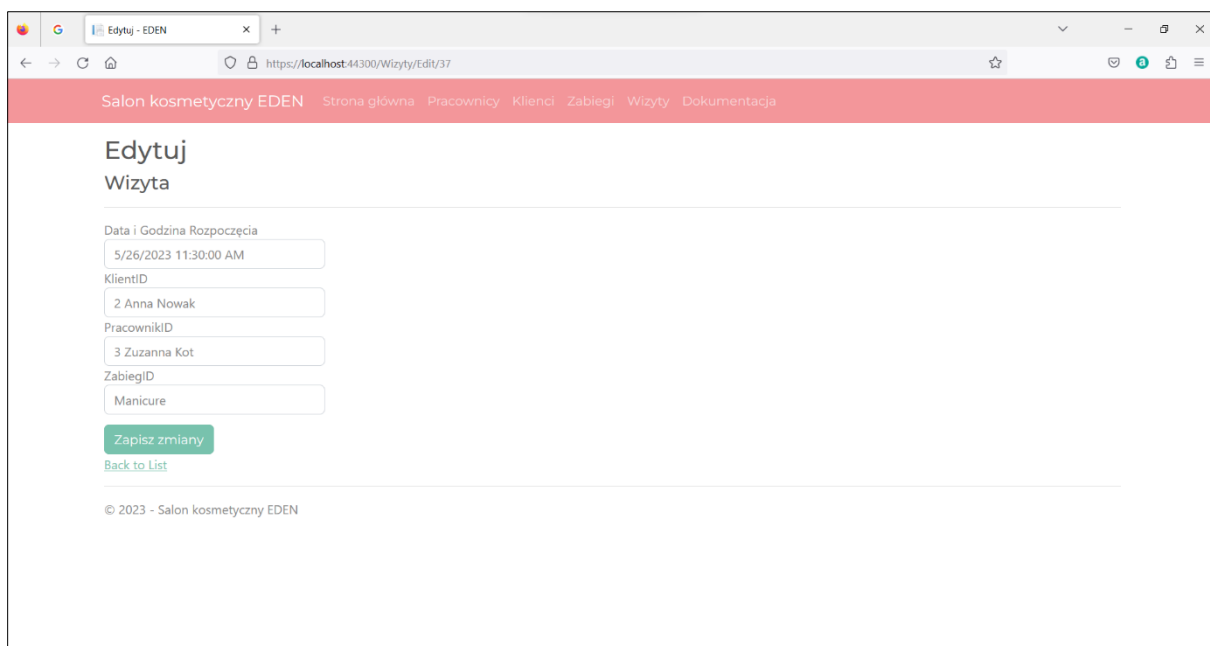 Edytuj - EDEN
https://localhost:44300/Wizyty/Edit/37
Salon kosmetyczny EDEN Strona główna Pracownicy Klienci Zabiegi Wizyty Dokumentacja
Edytuj
Wizyta
Data i Godzina Rozpoczęcia
5/26/2023 11:30:00 AM
KlientID
2 Anna Nowak
PracownikID
3 Zuzanna Kot
ZabiegID
Manicure
Zapisz zmiany
Back to List
© 2023 - Salon kosmetyczny EDEN